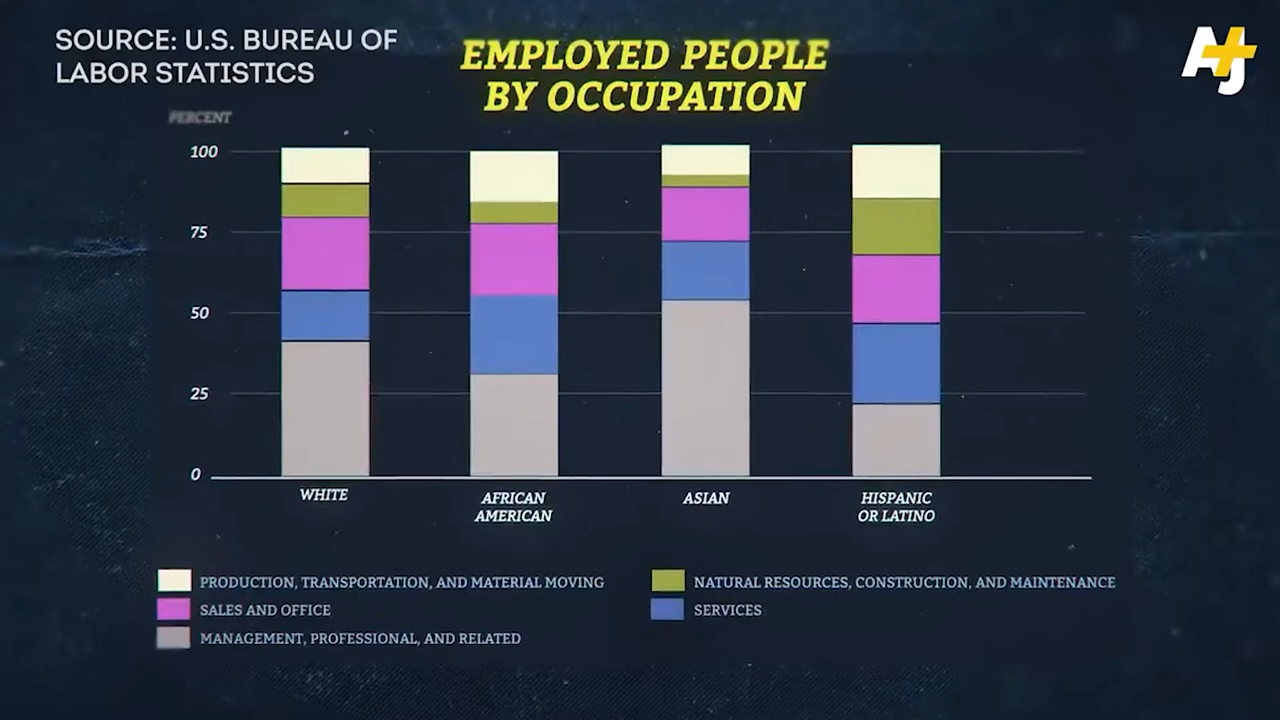 SOURCE: U.S. BUREAU OF
LABOR STATISTICS
EMPLOYED PEOPLE
BY OCCUPATION
AJ+
PERCENT
100
75
50
25
0
WHITE
AFRICAN
AMERICAN
ASIAN
HISPANIC
OR LATINO
PRODUCTION, TRANSPORTATION, AND MATERIAL MOVING
NATURAL RESOURCES, CONSTRUCTION, AND MAINTENANCE
SALES AND OFFICE
SERVICES
MANAGEMENT, PROFESSIONAL, AND RELATED